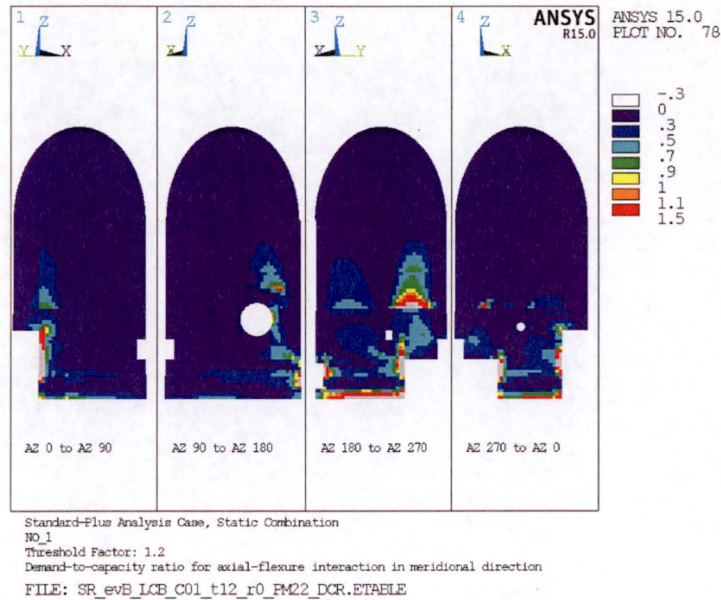 1
Z
Y
X
2
Z
X
3
Z
X
Y
4
Z
X
ANSYS
R15.0
ANSYS 15.0
PLOT NO. 78
-.3
0
.3
.5
.7
.9
1
1.1
1.5
AZ 0 to AZ 90
AZ 90 to AZ 180
AZ 180 to AZ 270
AZ 270 to AZ 0
Standard-Plus Analysis Case, Static Combination
NO_1
Threshold Factor: 1.2
Demand-to-capacity ratio for axial-flexure interaction in meridional direction
FILE: SR_evB_LCB_C01_t12_r0_PM22_DCR.ETABLE